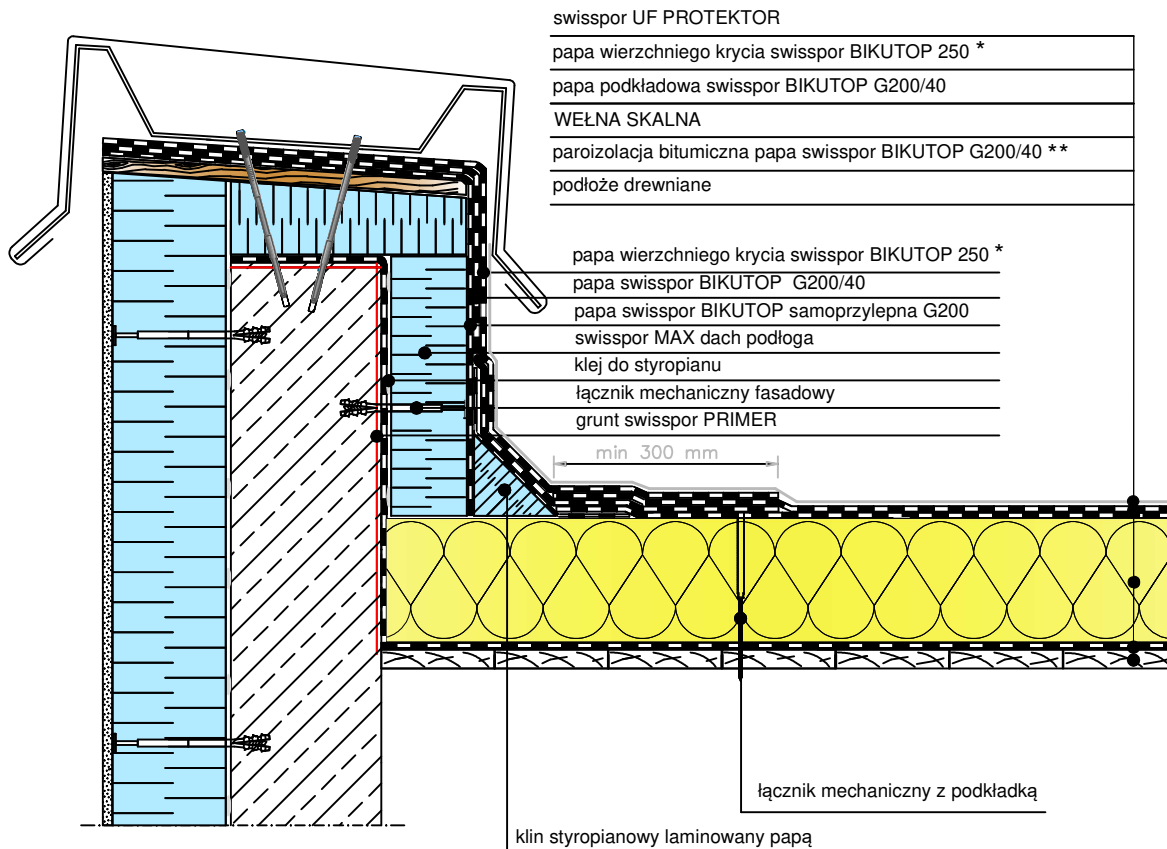 swisspor UF PROTEKTOR
papa wierzchniego krycia swisspor BIKUTOP 250 *
papa podkładowa swisspor BIKUTOP G200/40
WEŁNA SKALNA
paroizolacja bitumiczna papa swisspor BIKUTOP G200/40 **
podłoże drewniane
papa wierzchniego krycia swisspor BIKUTOP 250 *
papa swisspor BIKUTOP G200/40
papa swisspor BIKUTOP samoprzylepna G200
swisspor MAX dach podłoga
klej do styropianu
łącznik mechaniczny fasadowy
grunt swisspor PRIMER
min 300 mm
łącznik mechaniczny z podkładką
klin styropianowy laminowany papą